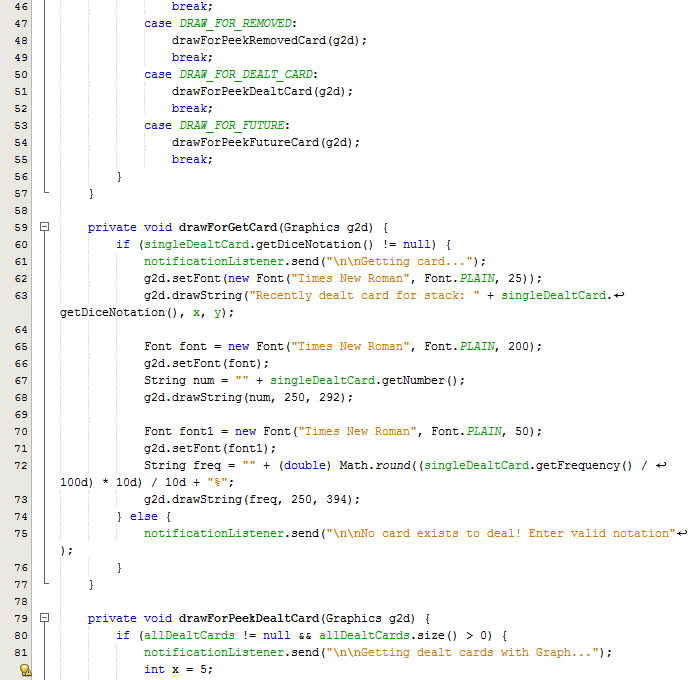 46 break;
47 case DRAW_FOR_REMOVED:
48 drawForPeekRemovedCard(g2d);
49 break;
50 case DRAW_FOR_DEALT_CARD:
51 drawForPeekDealtCard(g2d);
52 break;
53 case DRAW_FOR_FUTURE:
54 drawForPeekFutureCard(g2d);
55 break;
56 }
57 }
58
59 private void drawForGetCard(Graphics g2d) {
60 if (singleDealtCard.getDiceNotation() != null) {
61 notificationListener.send("\n\nGetting card...");
62 g2d.setFont(new Font("Times New Roman", Font.PLAIN, 25));
63 g2d.drawString("Recently dealt card for stack: " + singleDealtCard.↵
getDiceNotation(), x, y);
64
65 Font font = new Font("Times New Roman", Font.PLAIN, 200);
66 g2d.setFont(font);
67 String num = "" + singleDealtCard.getNumber();
68 g2d.drawString(num, 250, 292);
69
70 Font font1 = new Font("Times New Roman", Font.PLAIN, 50);
71 g2d.setFont(font1);
72 String freq = "" + (double) Math.round((singleDealtCard.getFrequency() / ↵
100d) * 10d) / 10d + "%";
73 g2d.drawString(freq, 250, 394);
74 } else {
75 notificationListener.send("\n\nNo card exists to deal! Enter valid notation"↵
);
76 }
77 }
78
79 private void drawForPeekDealtCard(Graphics g2d) {
80 if (allDealtCards != null && allDealtCards.size() > 0) {
81 notificationListener.send("\n\nGetting dealt cards with Graph...");
int x = 5;